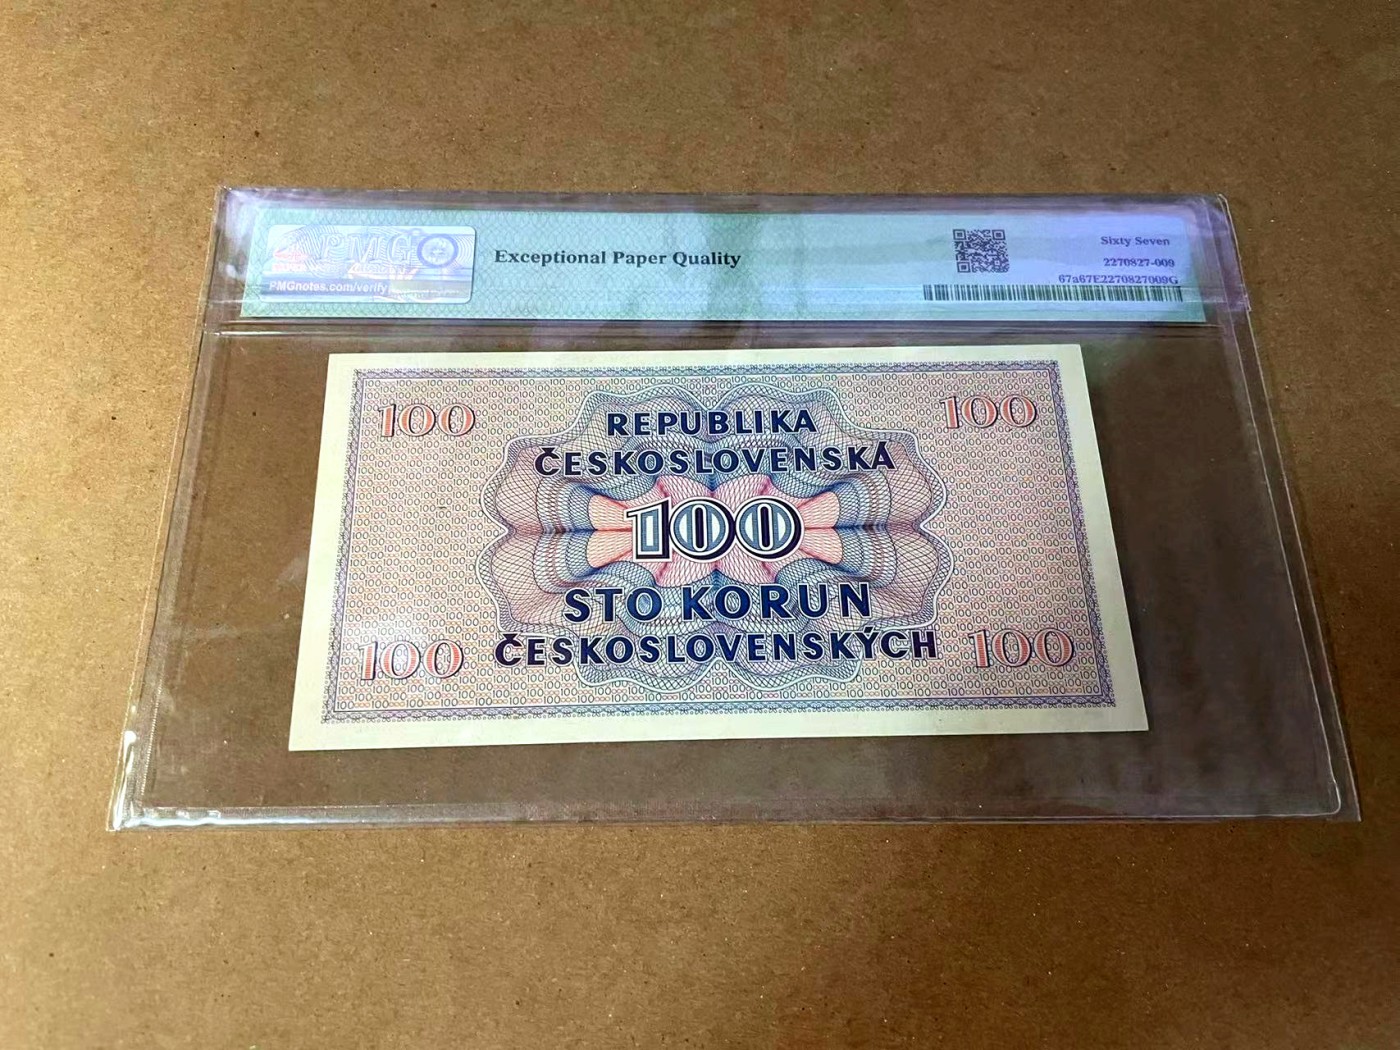 PMG
PMGnotes.com/verify
Exceptional Paper Quality
Sixty Seven
2270827-009
67a67E2270827009G
100
100
REPUBLIKA
ČESKOSLOVENSKÁ
100
STO KORUN
ČESKOSLOVENSKÝCH
100
100